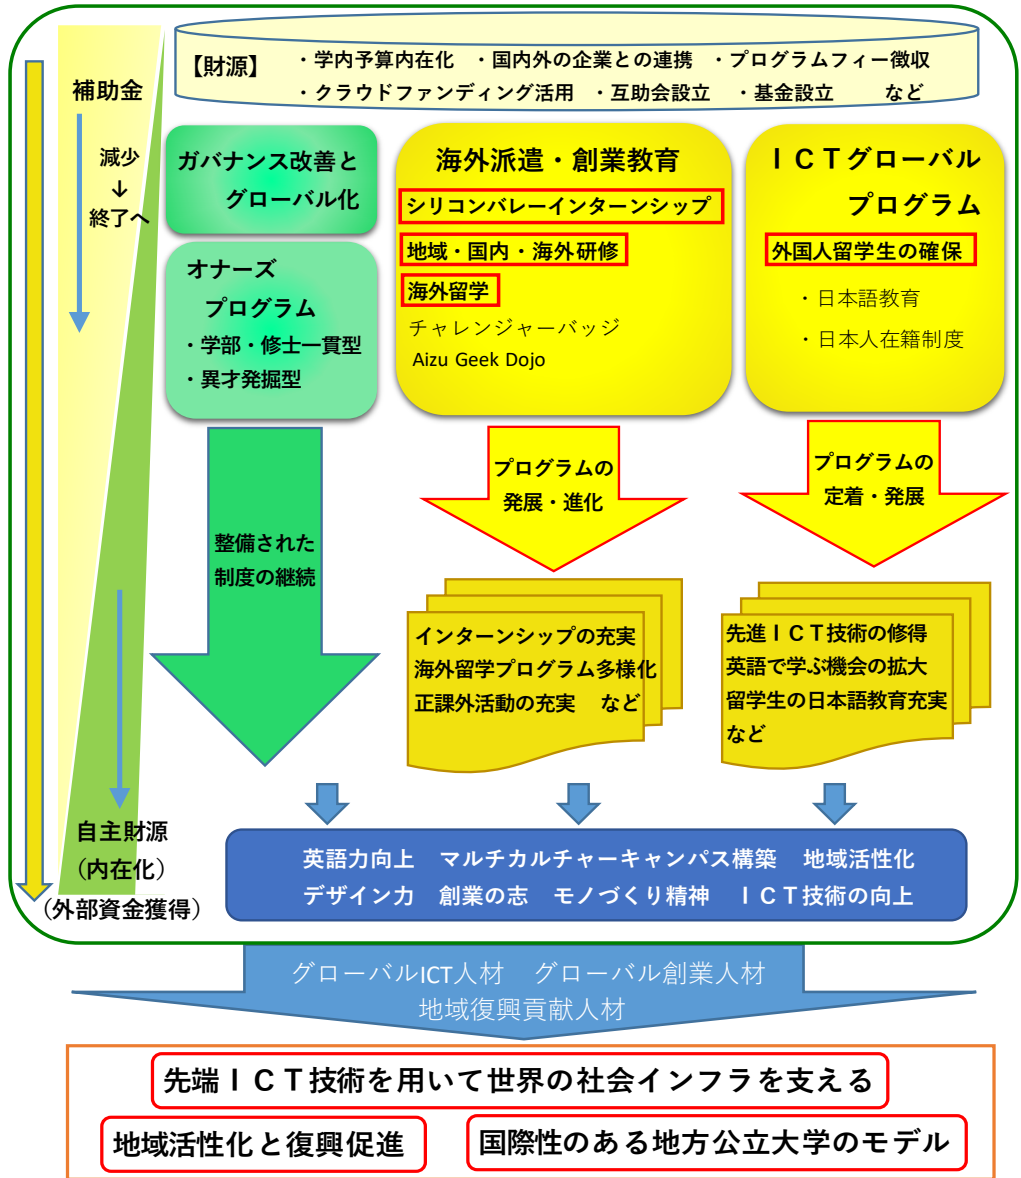 【財源】 ・学内予算内在化 ・国内外の企業との連携 ・プログラムフィー徴収
・クラウドファンディング活用 ・互助会設立 ・基金設立 など
補助金
減少
↓
終了へ
ガバナンス改善と
グローバル化
オナーズ
プログラム
・学部・修士一貫型
・異才発掘型
海外派遣・創業教育
シリコンバレーインターンシップ
地域・国内・海外研修
海外留学
チャレンジャーバッジ
Aizu Geek Dojo
ＩＣＴグローバル
プログラム
外国人留学生の確保
・日本語教育
・日本人在籍制度
整備された
制度の継続
プログラムの
発展・進化
プログラムの
定着・発展
インターンシップの充実
海外留学プログラム多様化
正課外活動の充実 など
先進ＩＣＴ技術の修得
英語で学ぶ機会の拡大
留学生の日本語教育充実
など
自主財源
（内在化）
（外部資金獲得）
英語力向上 マルチカルチャーキャンパス構築 地域活性化
デザイン力 創業の志 モノづくり精神 ＩＣＴ技術の向上
グローバルICT人材 グローバル創業人材
地域復興貢献人材
先端ＩＣＴ技術を用いて世界の社会インフラを支える
地域活性化と復興促進
国際性のある地方公立大学のモデル